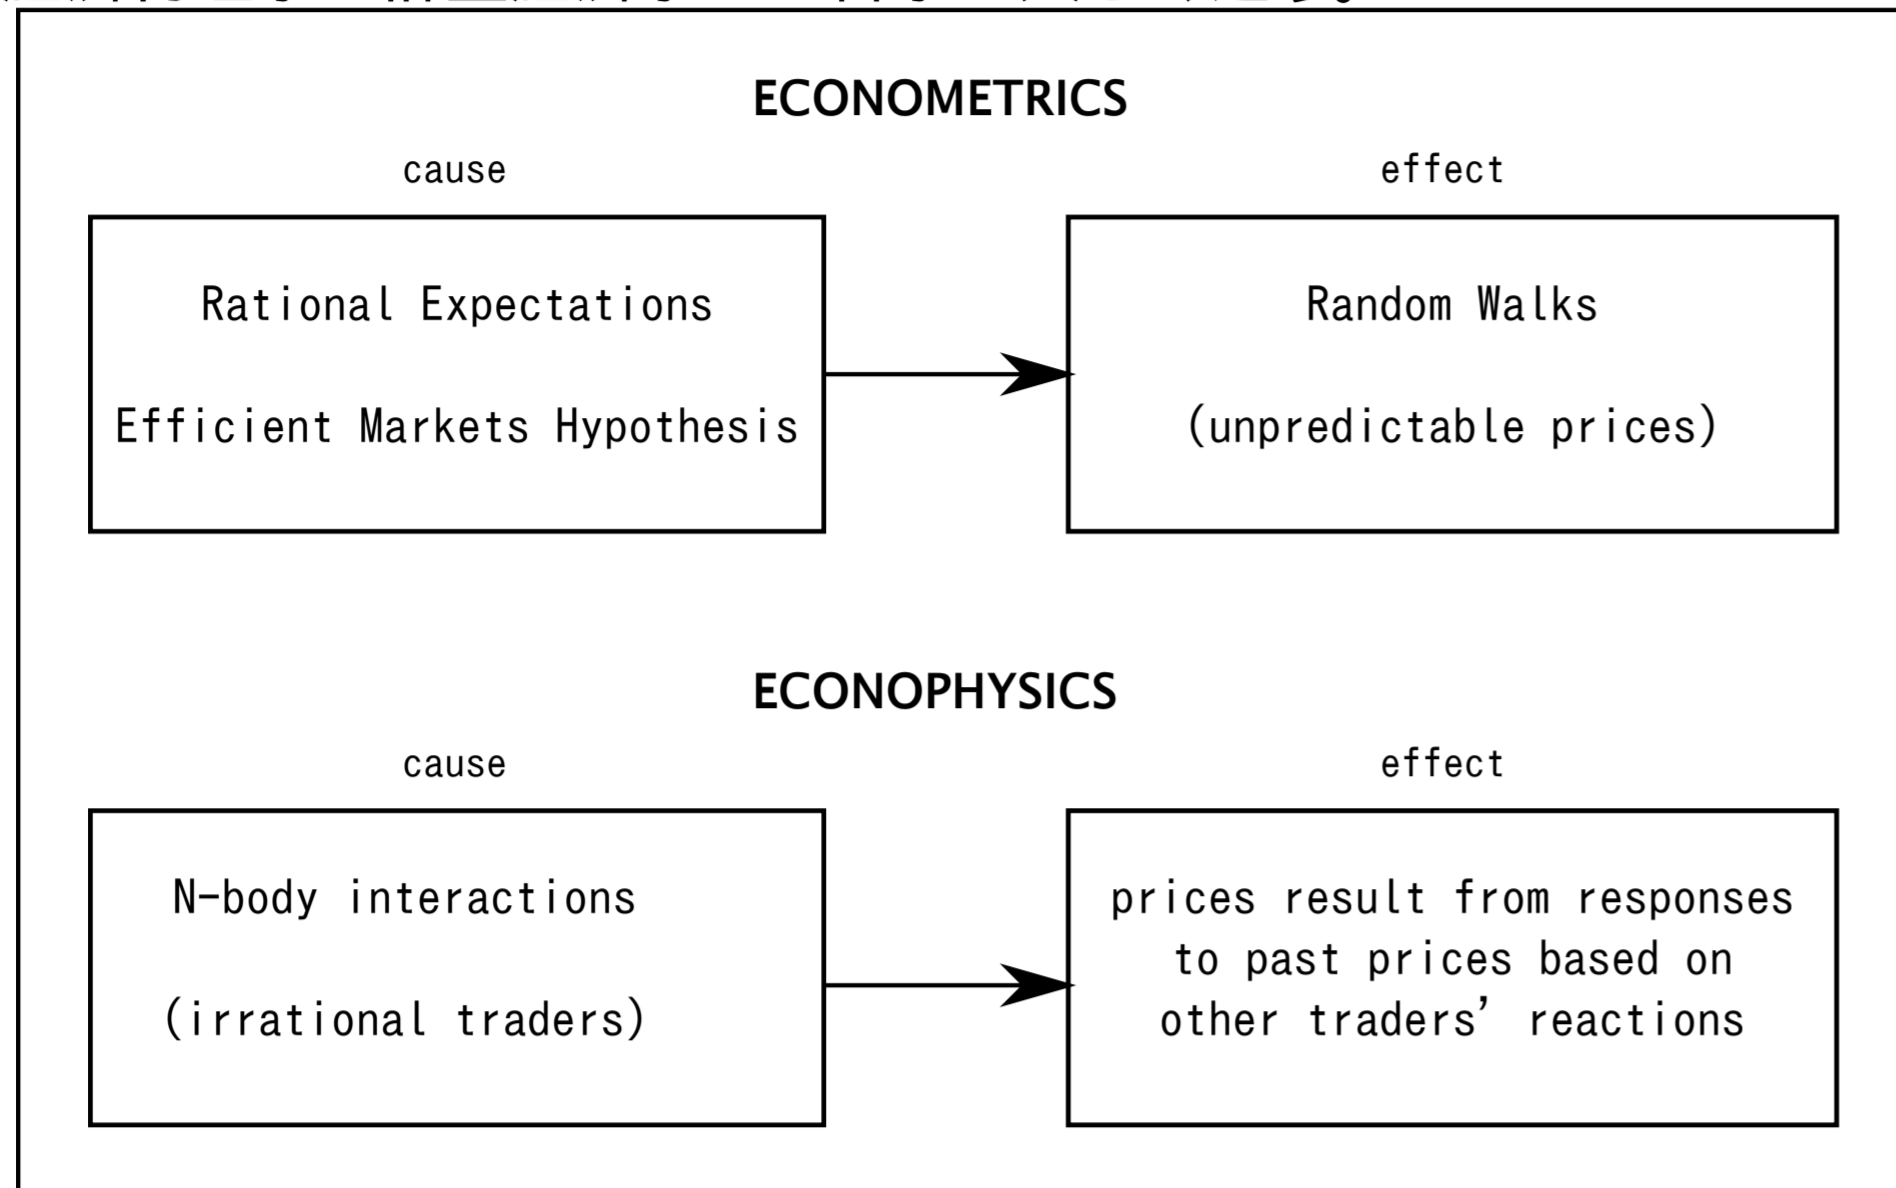 ECONOMETRICS
cause
effect
Rational Expectations
Random Walks
Efficient Markets Hypothesis
(unpredictable prices)
ECONOPHYSICS
cause
effect
N-body interactions
(irrational traders)
prices result from responses
to past prices based on
other traders' reactions